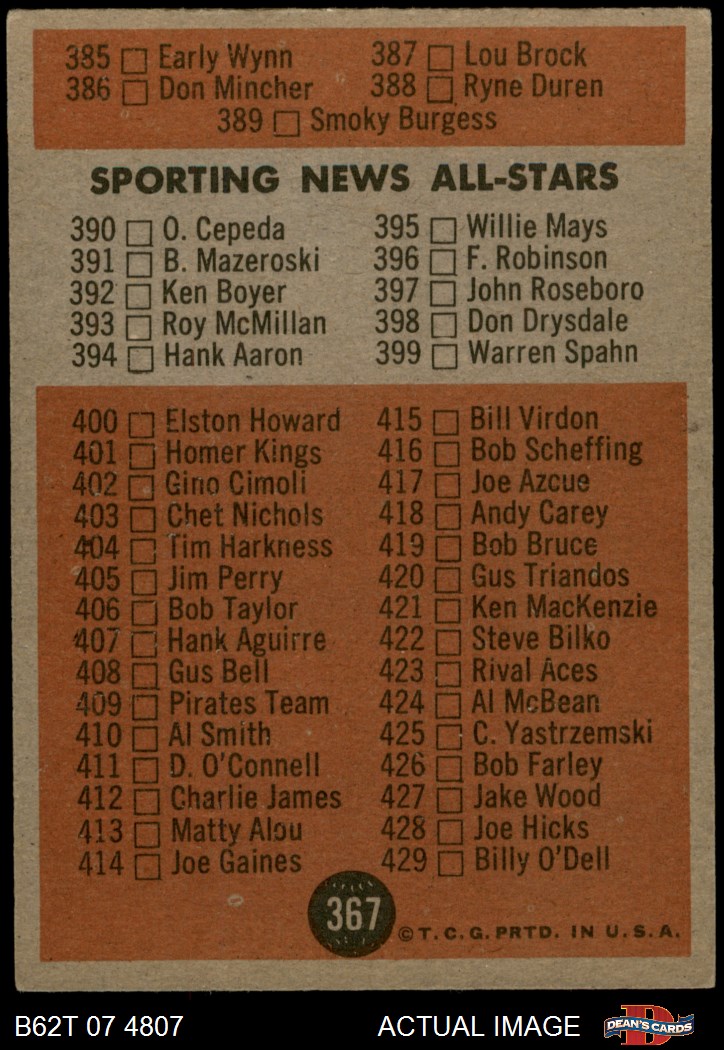 385 Early Wynn 387 Lou Brock
386 Don Mincher 388 Ryne Duren
389 Smoky Burgess
SPORTING NEWS ALL-STARS
390 O. Cepeda 395 Willie Mays
391 B. Mazeroski 396 F. Robinson
392 Ken Boyer 397 John Roseboro
393 Roy McMillan 398 Don Drysdale
394 Hank Aaron 399 Warren Spahn
400 Elston Howard 415 Bill Virdon
401 Homer Kings 416 Bob Scheffing
402 Gino Cimoli 417 Joe Azcue
403 Chet Nichols 418 Andy Carey
404 Tim Harkness 419 Bob Bruce
405 Jim Perry 420 Gus Triandos
406 Bob Taylor 421 Ken MacKenzie
407 Hank Aguirre 422 Steve Bilko
408 Gus Bell 423 Rival Aces
409 Pirates Team 424 Al McBean
410 Al Smith 425 C. Yastrzemski
411 D. O'Connell 426 Bob Farley
412 Charlie James 427 Jake Wood
413 Matty Alou 428 Joe Hicks
414 Joe Gaines 429 Billy O'Dell
367
©T.C.G. PRTD. IN U.S.A.
B62T 07 4807 ACTUAL IMAGE D DEAN'S CARDS